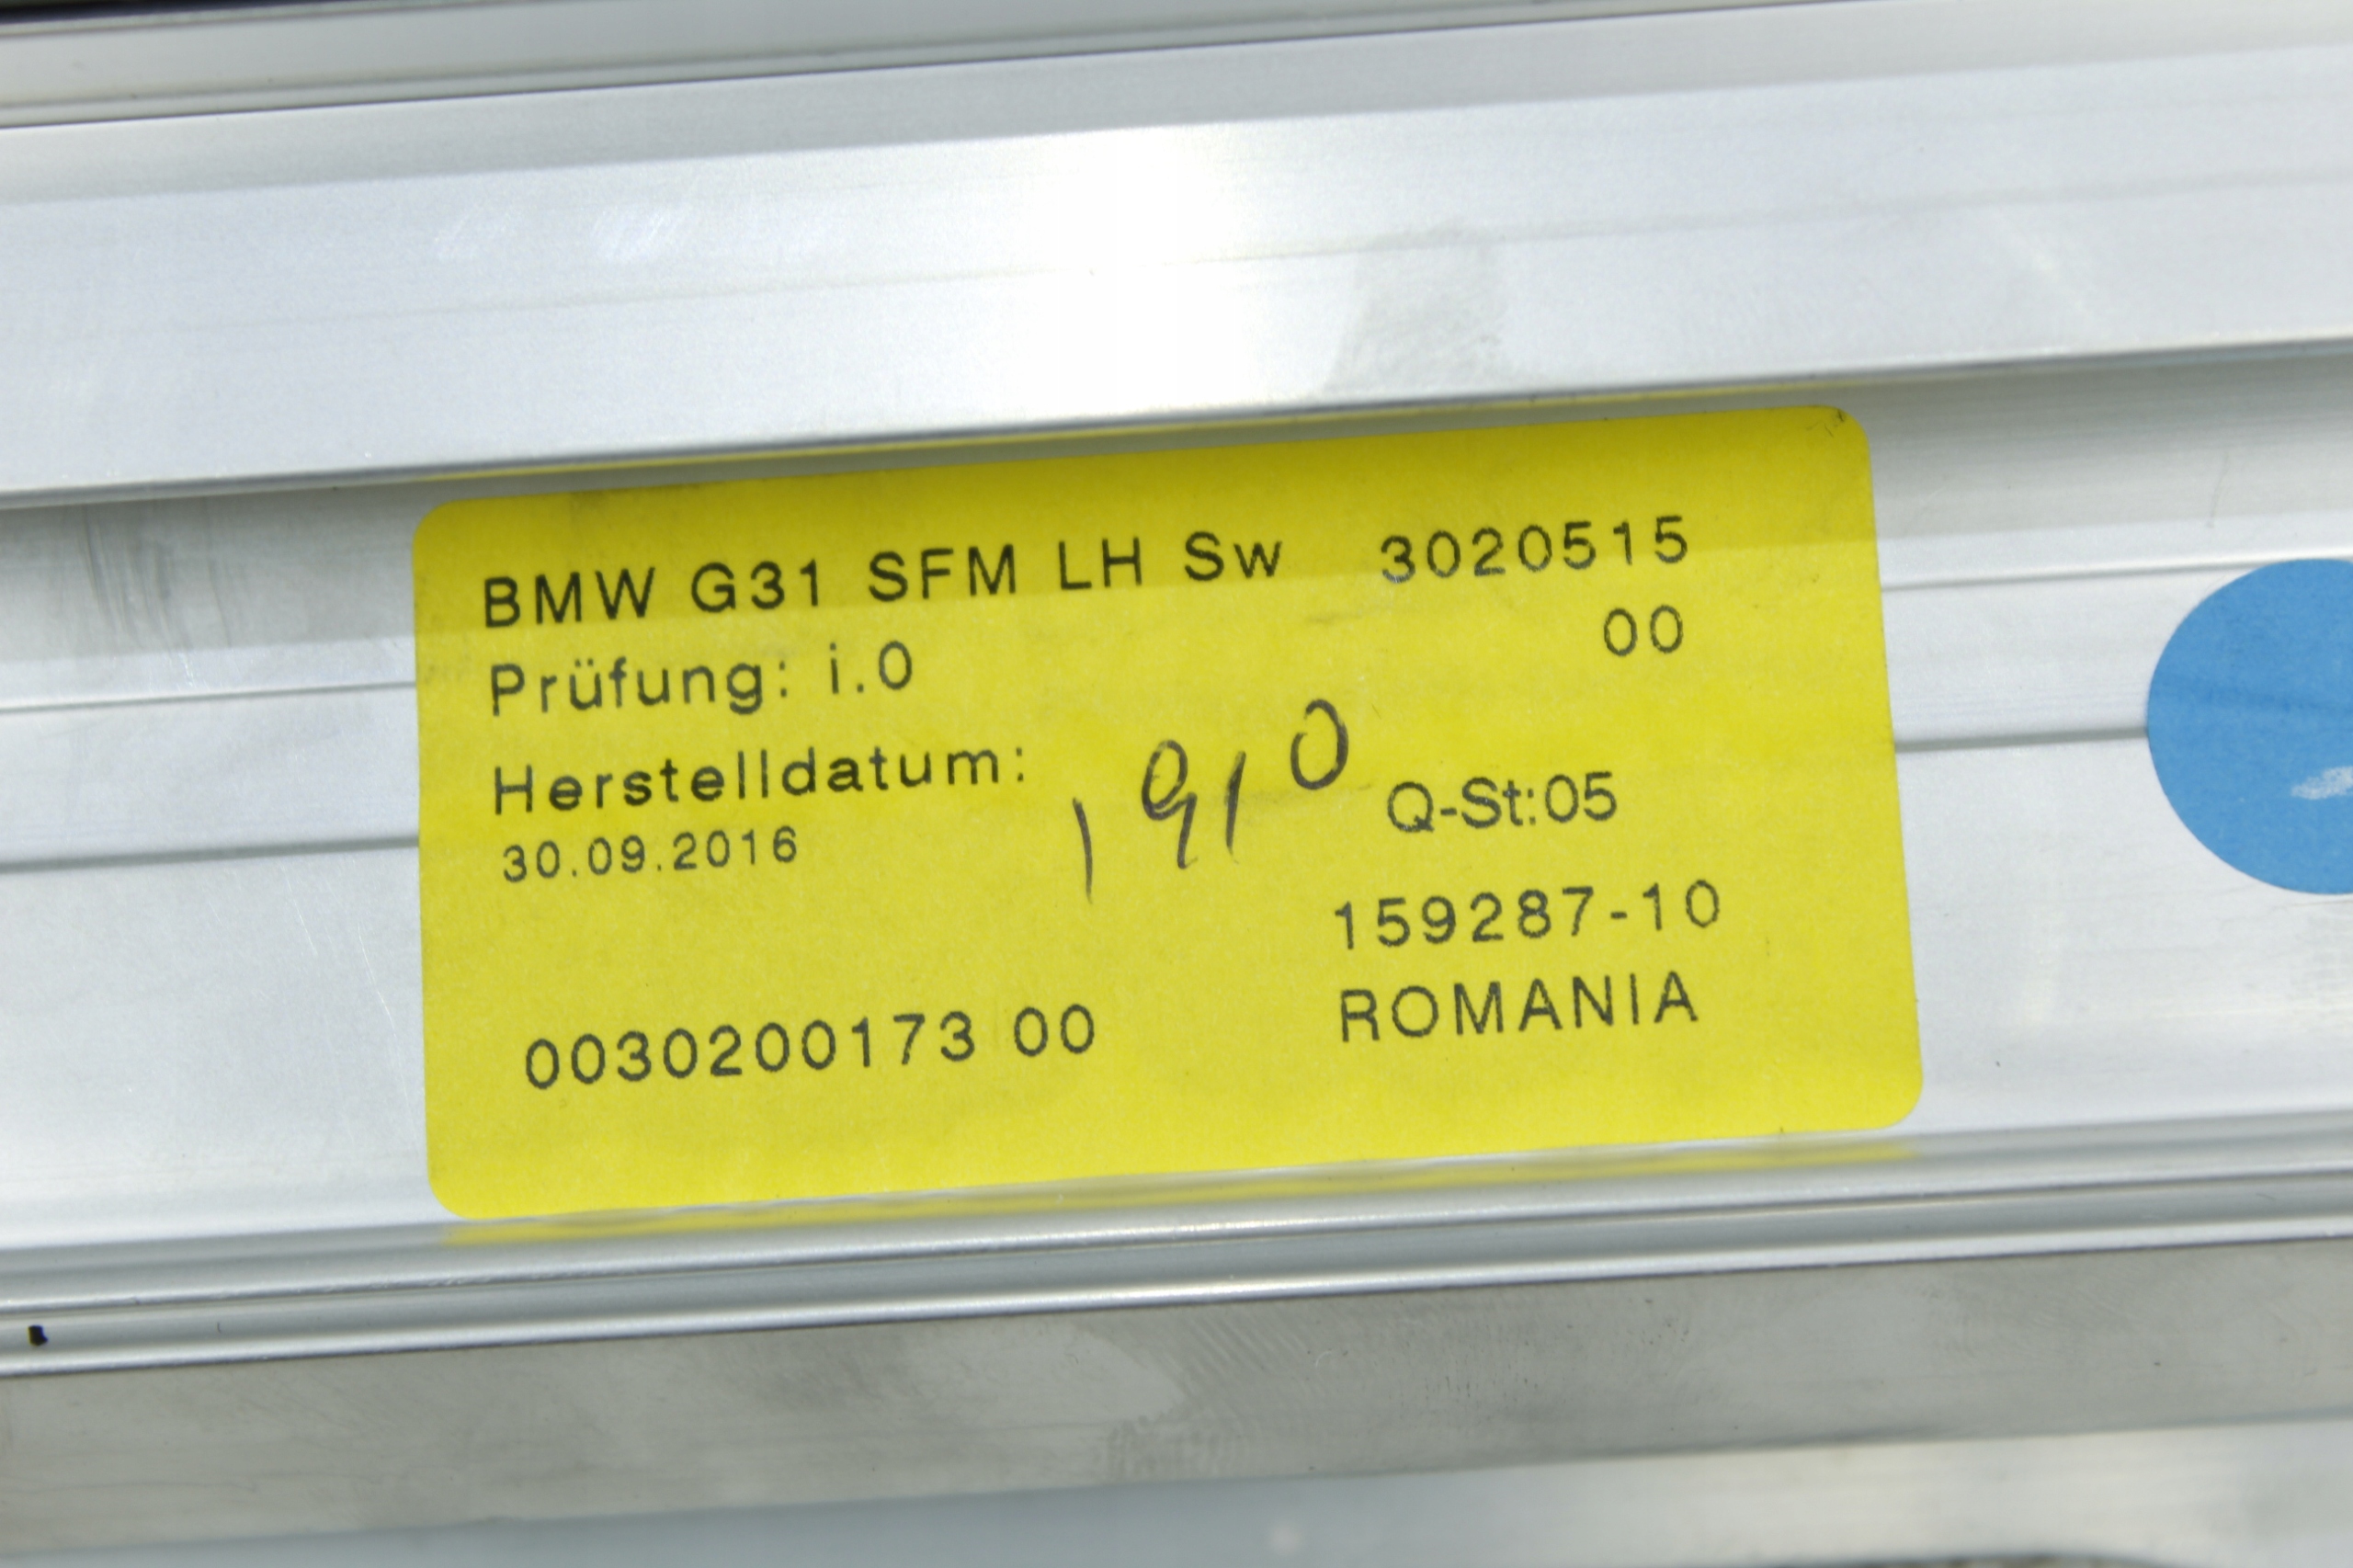 BMW G31 SFM LH Sw 3020515
00
Prüfung: i.0
Herstelldatum:
1910
30.09.2016
Q-St:05
159287-10
ROMANIA
0030200173 00